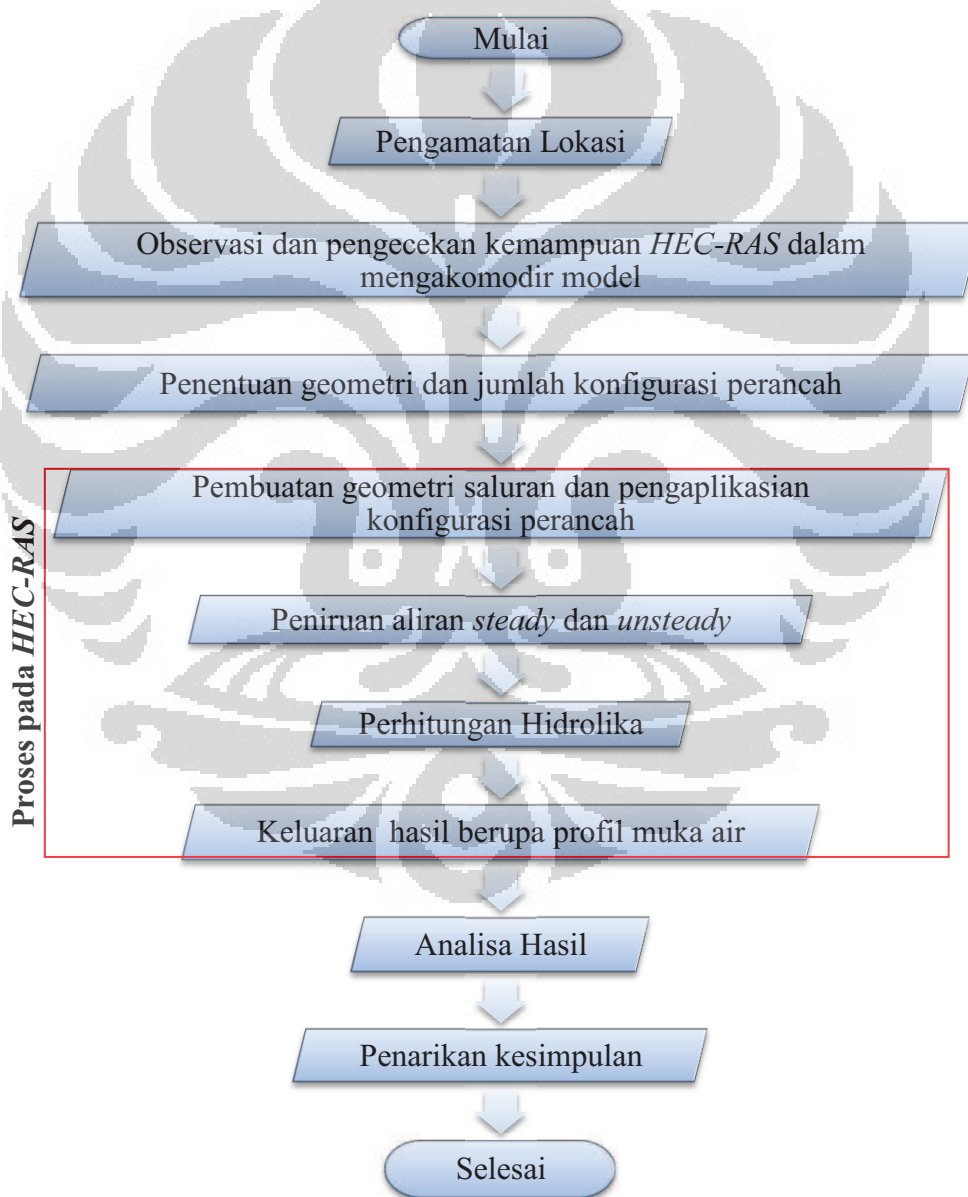 Mulai
Pengamatan Lokasi
Observasi dan pengecekan kemampuan HEC-RAS dalam
mengakomodir model
Penentuan geometri dan jumlah konfigurasi perancah
Proses pada HEC-RAS
Pembuatan geometri saluran dan pengaplikasian
konfigurasi perancah
Peniruan aliran steady dan unsteady
Perhitungan Hidrolika
Keluaran hasil berupa profil muka air
Analisa Hasil
Penarikan kesimpulan
Selesai